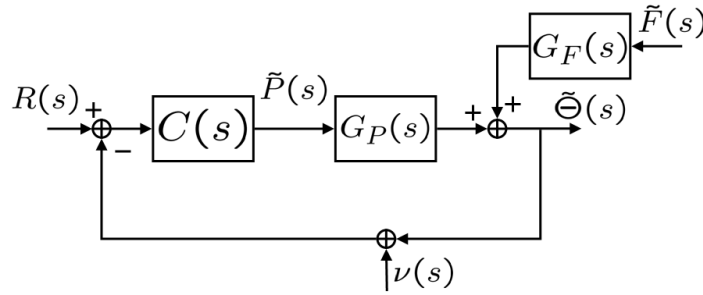 F̃(s)
G_F(s)
R(s) + P̃(s) + + Θ̃(s)
C(s) G_P(s)
−
ν(s)